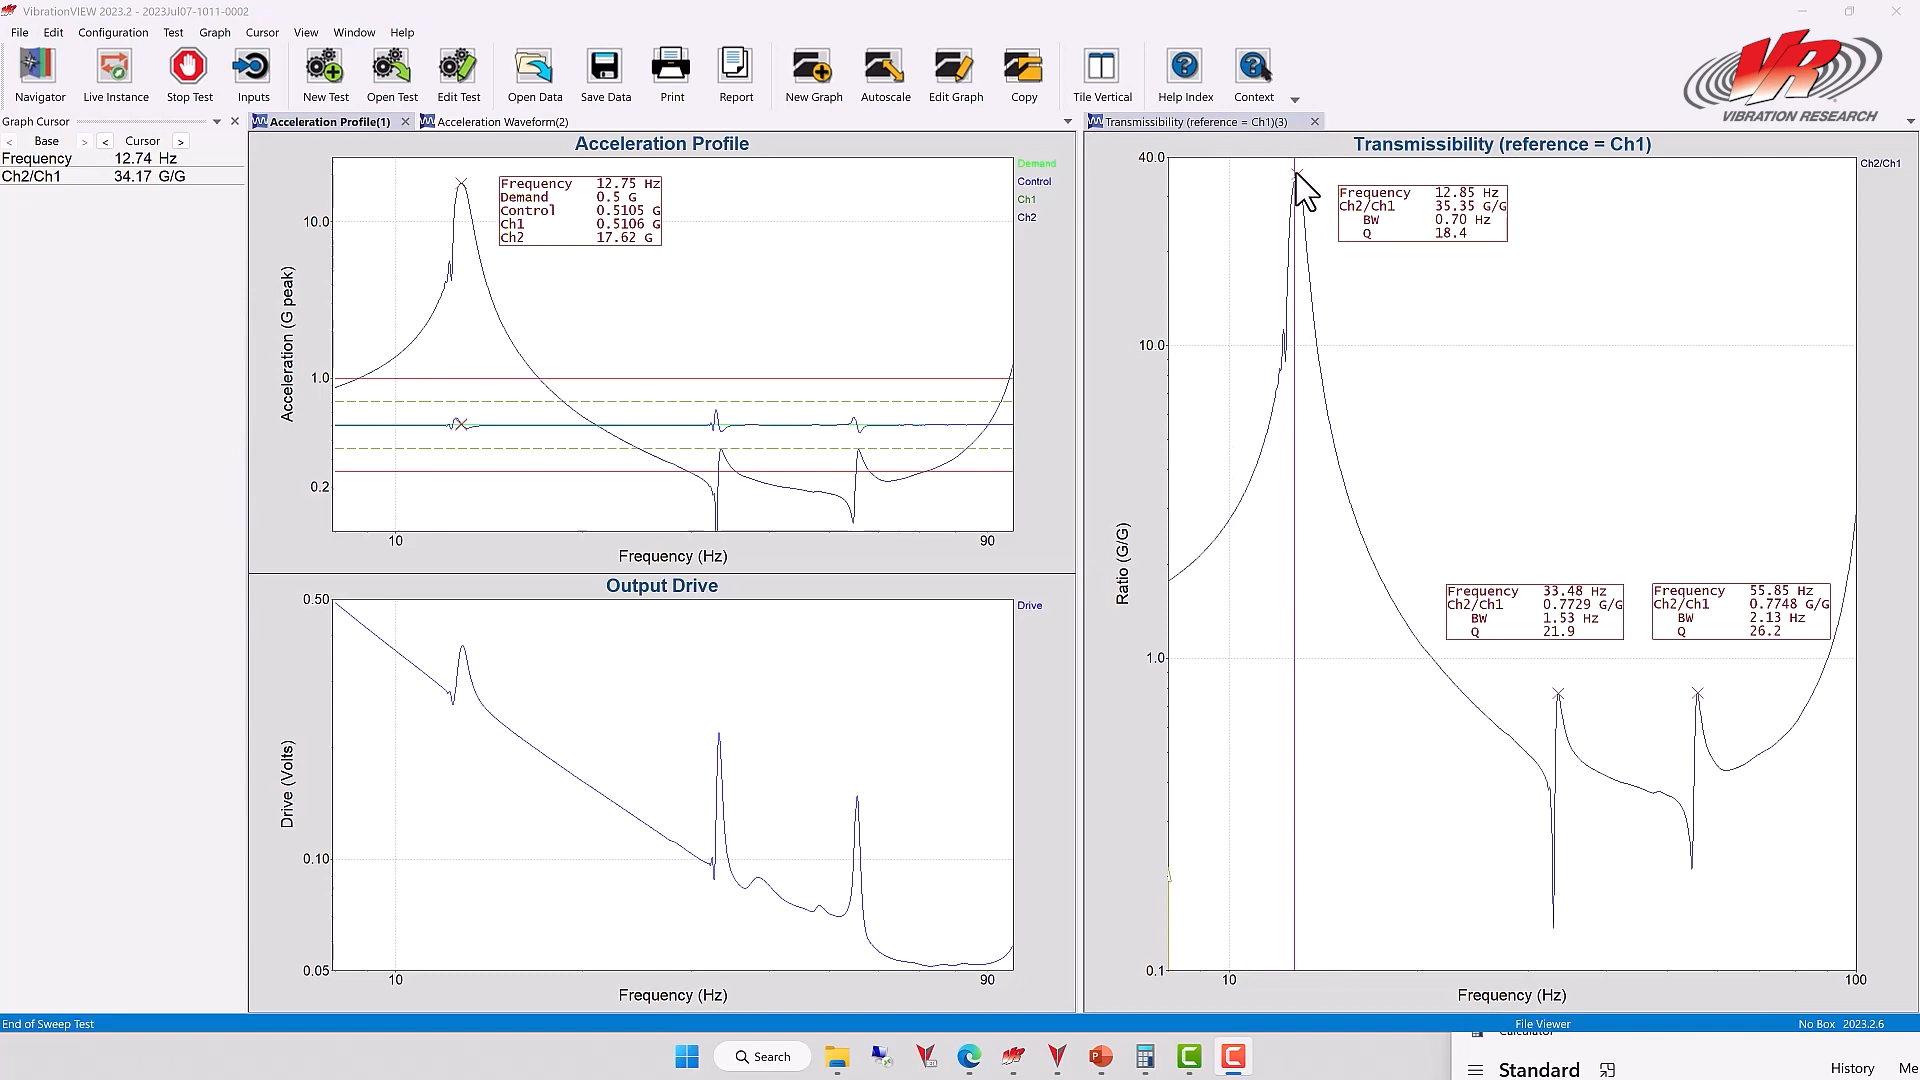 VibrationVIEW 2023.2 - 2023Jul07-1011-0002
File Edit Configuration Test Graph Cursor View Window Help
Navigator Live Instance Stop Test Inputs New Test Open Test Edit Test Open Data Save Data Print Report New Graph Autoscale Edit Graph Copy Tile Vertical Help Index Context
VR
VIBRATION RESEARCH
Graph Cursor
< Base > < Cursor >
Frequency 12.74 Hz
Ch2/Ch1 34.17 G/G
Acceleration Profile(1)
Acceleration Waveform(2)
Acceleration Profile
Demand
Control
Ch1
Ch2
Frequency 12.75 Hz
Demand 0.5 G
Control 0.5105 G
Ch1 0.5106 G
Ch2 17.62 G
10.0
1.0
0.2
Acceleration (G peak)
10 90
Frequency (Hz)
Output Drive
Drive
0.50
0.10
0.05
Drive (Volts)
10 90
Frequency (Hz)
Transmissibility (reference = Ch1)(3)
Transmissibility (reference = Ch1)
Ch2/Ch1
40.0
10.0
1.0
0.1
Ratio (G/G)
Frequency 12.85 Hz
Ch2/Ch1 35.35 G/G
BW 0.70 Hz
Q 18.4
Frequency 33.48 Hz
Ch2/Ch1 0.7729 G/G
BW 1.53 Hz
Q 21.9
Frequency 55.85 Hz
Ch2/Ch1 0.7748 G/G
BW 2.13 Hz
Q 26.2
10 100
Frequency (Hz)
End of Sweep Test File Viewer No Box 2023.2.6
Calculator
Search
Standard History Me